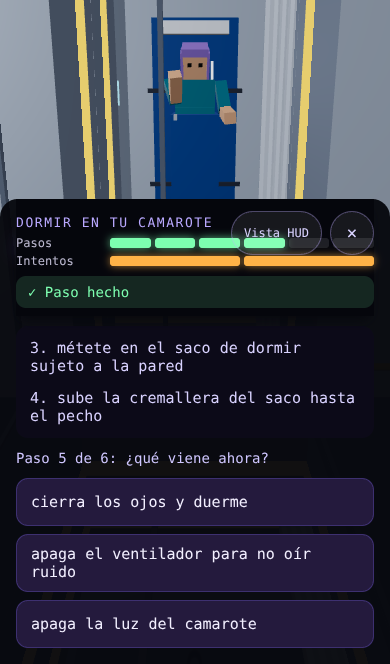 DORMIR EN TU CAMAROTE
Vista HUD
×
Pasos
Intentos
✓ Paso hecho
3. métete en el saco de dormir
sujeto a la pared
4. sube la cremallera del saco hasta
el pecho
Paso 5 de 6: ¿qué viene ahora?
cierra los ojos y duerme
apaga el ventilador para no oír
ruido
apaga la luz del camarote